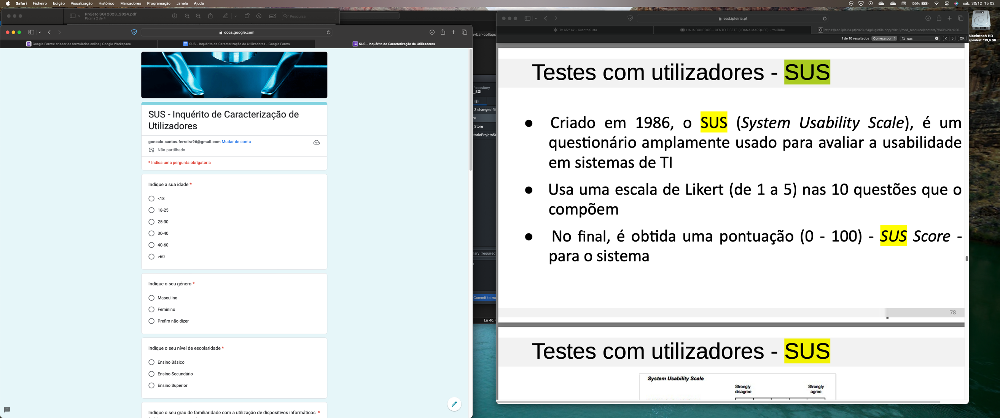 Safari Ficheiro Edição Visualização Histórico Marcadores Programação Janela Ajuda
100% sáb. 30/12 15 02
Projeto SGI 2023_2024.pdf
Página 2 de 4
Pesquisa
docs.google.com
Google Forms: criador de formulários online | Google Workspace
SUS - Inquérito de Caracterização de Utilizadores - Google Forms
SUS - Inquérito de Caracterização de Utilizadores
SUS - Inquérito de Caracterização de
Utilizadores
goncalo.santos.ferreira96@gmail.com Mudar de conta
Não partilhado
* Indica uma pergunta obrigatória
Indique a sua idade *
<18
18-25
25-30
30-40
40-60
>60
Indique o seu género *
Masculino
Feminino
Prefiro não dizer
Indique o seu nível de escolaridade *
Ensino Básico
Ensino Secundário
Ensino Superior
Indique o seu grau de familiaridade com a utilização de dispositivos informáticos *
avbar-collaps
Repository
_SGI
3
3 changed fil
re
_Store
atorioProjetoSG
nary (required
Commit to ma
Ln 40,
ead.ipleiria.pt
Tv 65'' 4k - KuantoKusta
HAJA BONECOS - CENTO E SETE (JOANA MARQUES) - YouTube
https://ead.ipleiria.pt/2023-24/pluginfile.php/29016/mod_resource/content/7/SGI%20-%20...
1 de 10 resultados Começa por sus OK
Testes com utilizadores - SUS
● Criado em 1986, o SUS (System Usability Scale), é um
questionário amplamente usado para avaliar a usabilidade
em sistemas de TI
● Usa uma escala de Likert (de 1 a 5) nas 10 questões que o
compõem
● No final, é obtida uma pontuação (0 - 100) - SUS Score -
para o sistema
78
Testes com utilizadores - SUS
System Usability Scale
Strongly
disagree
Strongly
agree
Macintosh HD
sponível: 119,6 GB